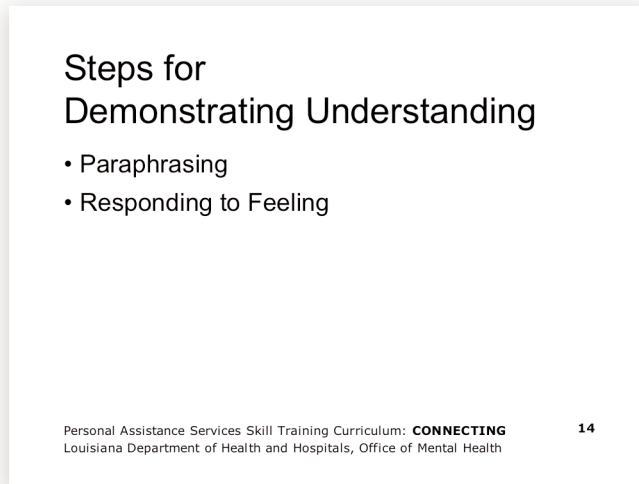 Steps for
Demonstrating Understanding
• Paraphrasing
• Responding to Feeling
Personal Assistance Services Skill Training Curriculum: CONNECTING
Louisiana Department of Health and Hospitals, Office of Mental Health
14